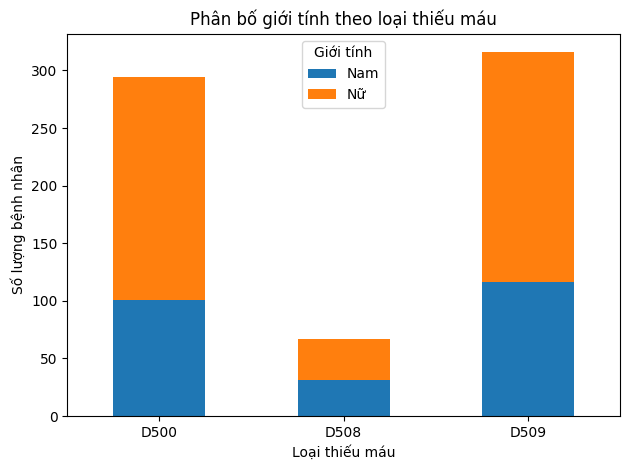 Phân bố giới tính theo loại thiếu máu
Giới tính
Nam
Nữ
Số lượng bệnh nhân
300
250
200
150
100
50
0
D500
D508
D509
Loại thiếu máu